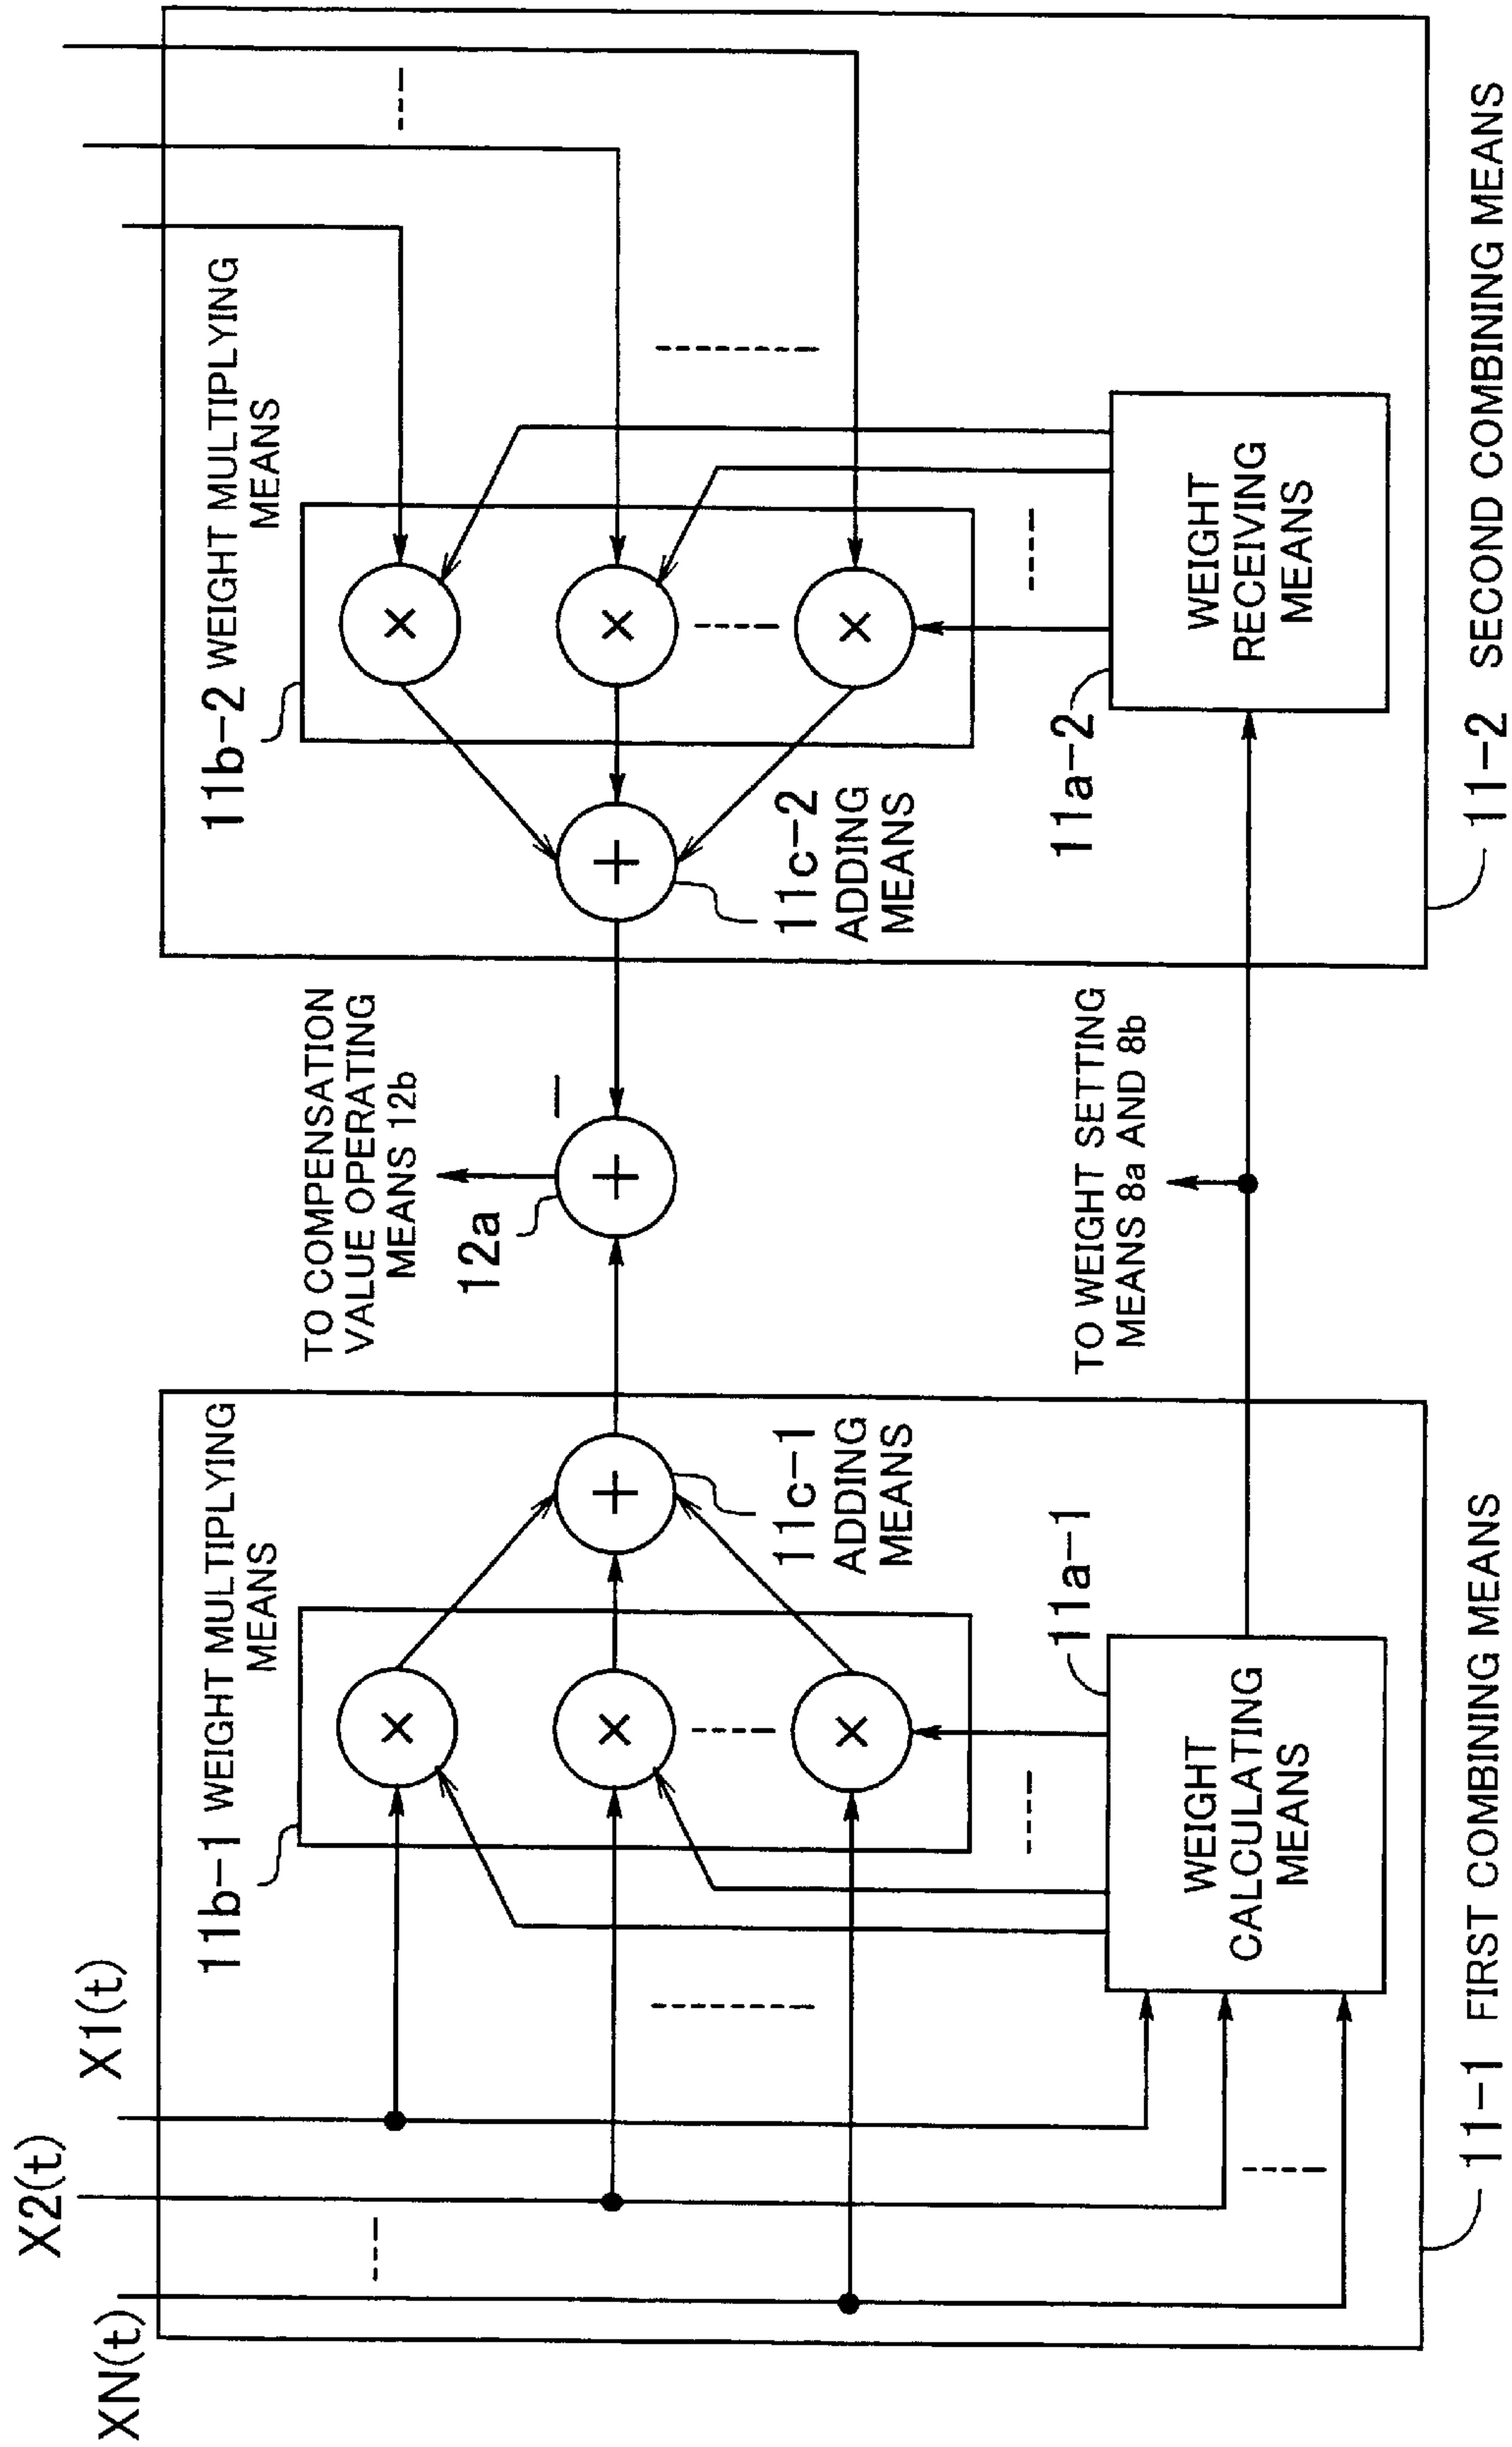 XN(t)
X2(t)
X1(t)
11b-1 WEIGHT MULTIPLYING
MEANS
11c-1
ADDING
MEANS
11a-1
WEIGHT
CALCULATING
MEANS
11-1 FIRST COMBINING MEANS
TO COMPENSATION
VALUE OPERATING
MEANS 12b
12a
TO WEIGHT SETTING
MEANS 8a AND 8b
11b-2 WEIGHT MULTIPLYING
MEANS
11c-2
ADDING
MEANS
11a-2
WEIGHT
RECEIVING
MEANS
11-2 SECOND COMBINING MEANS